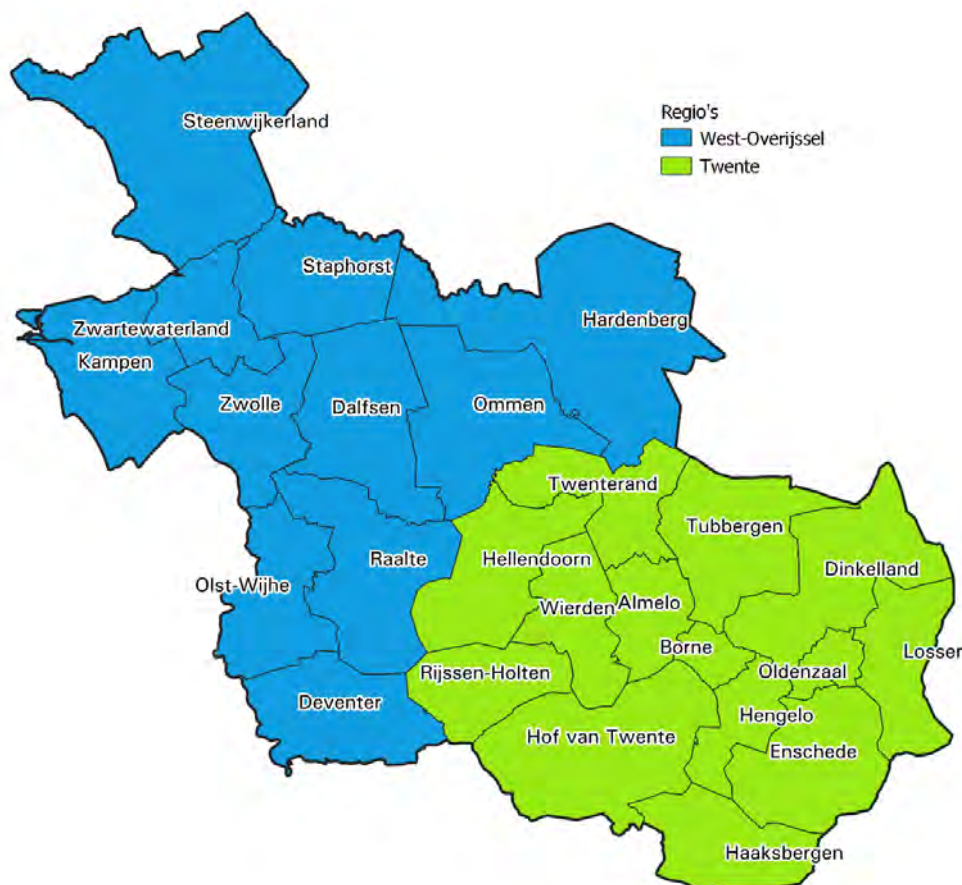 Regio's
West-Overijssel
Twente
Steenwijkerland
Staphorst
Hardenberg
Zwartewaterland
Kampen
Zwolle
Dalfsen
Ommen
Twenterand
Tubbergen
Raalte
Hellendoorn
Dinkelland
Olst-Wijhe
Wierden
Almelo
Borne
Losser
Rijssen-Holten
Oldenzaal
Deventer
Hengelo
Hof van Twente
Enschede
Haaksbergen